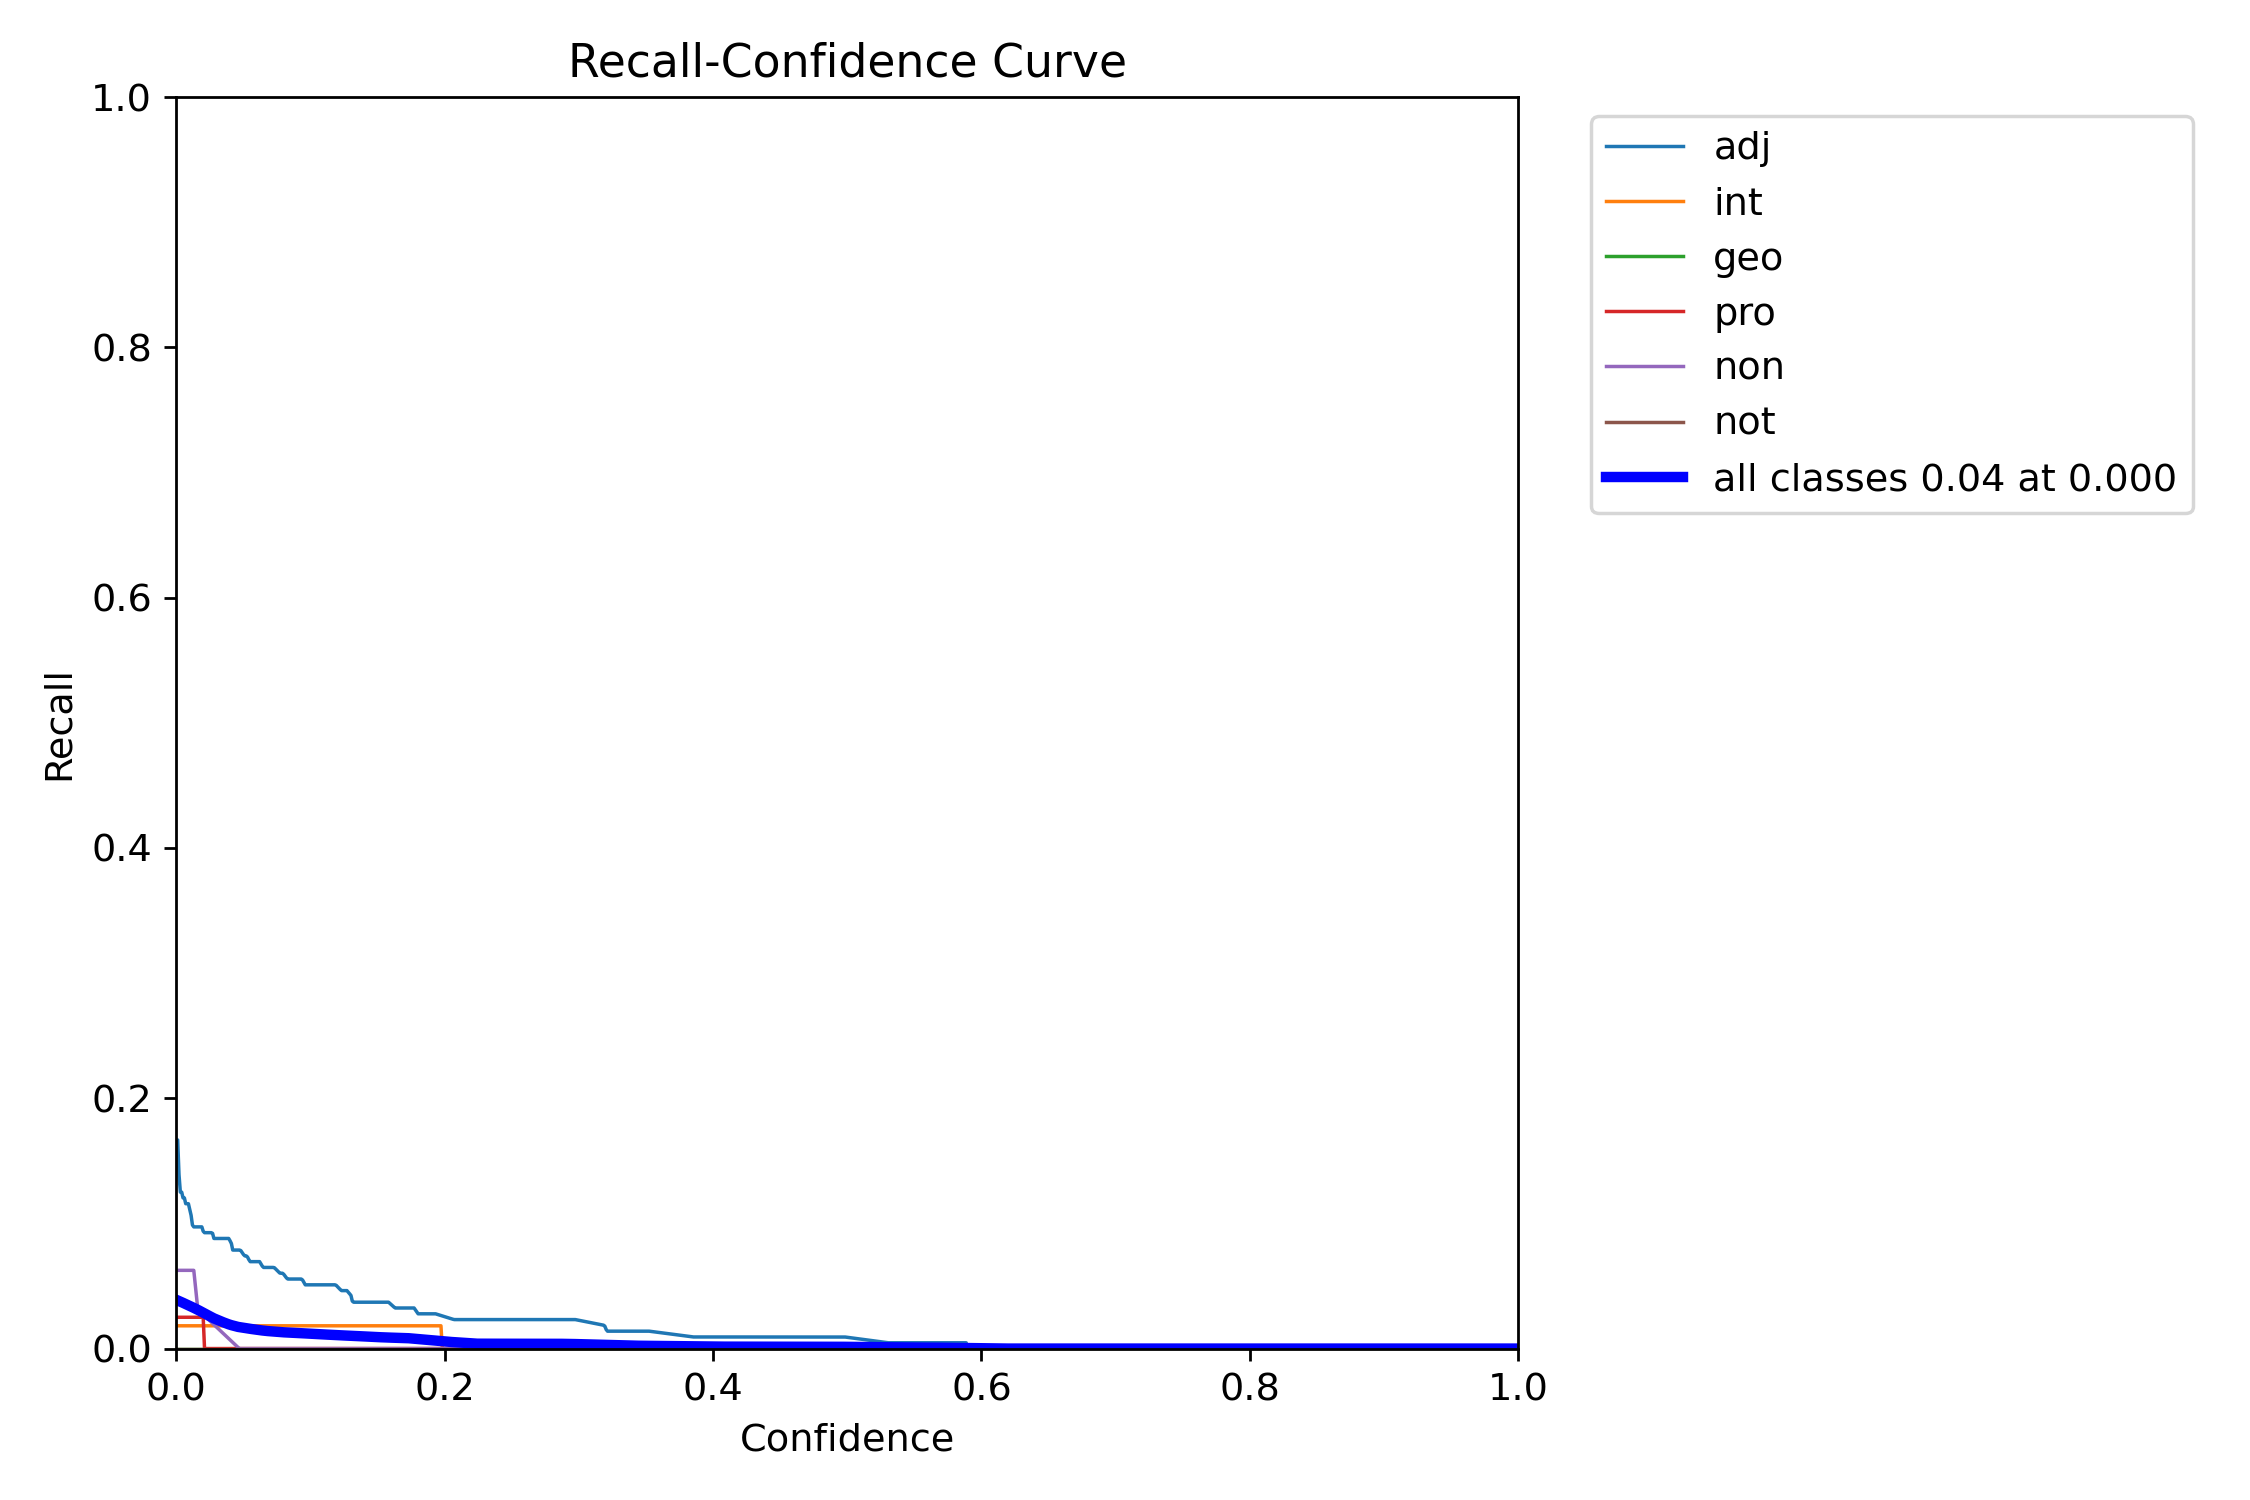 Recall-Confidence Curve
1.0
0.8
0.6
0.4
0.2
0.0
Recall
0.0 0.2 0.4 0.6 0.8 1.0
Confidence
adj
int
geo
pro
non
not
all classes 0.04 at 0.000